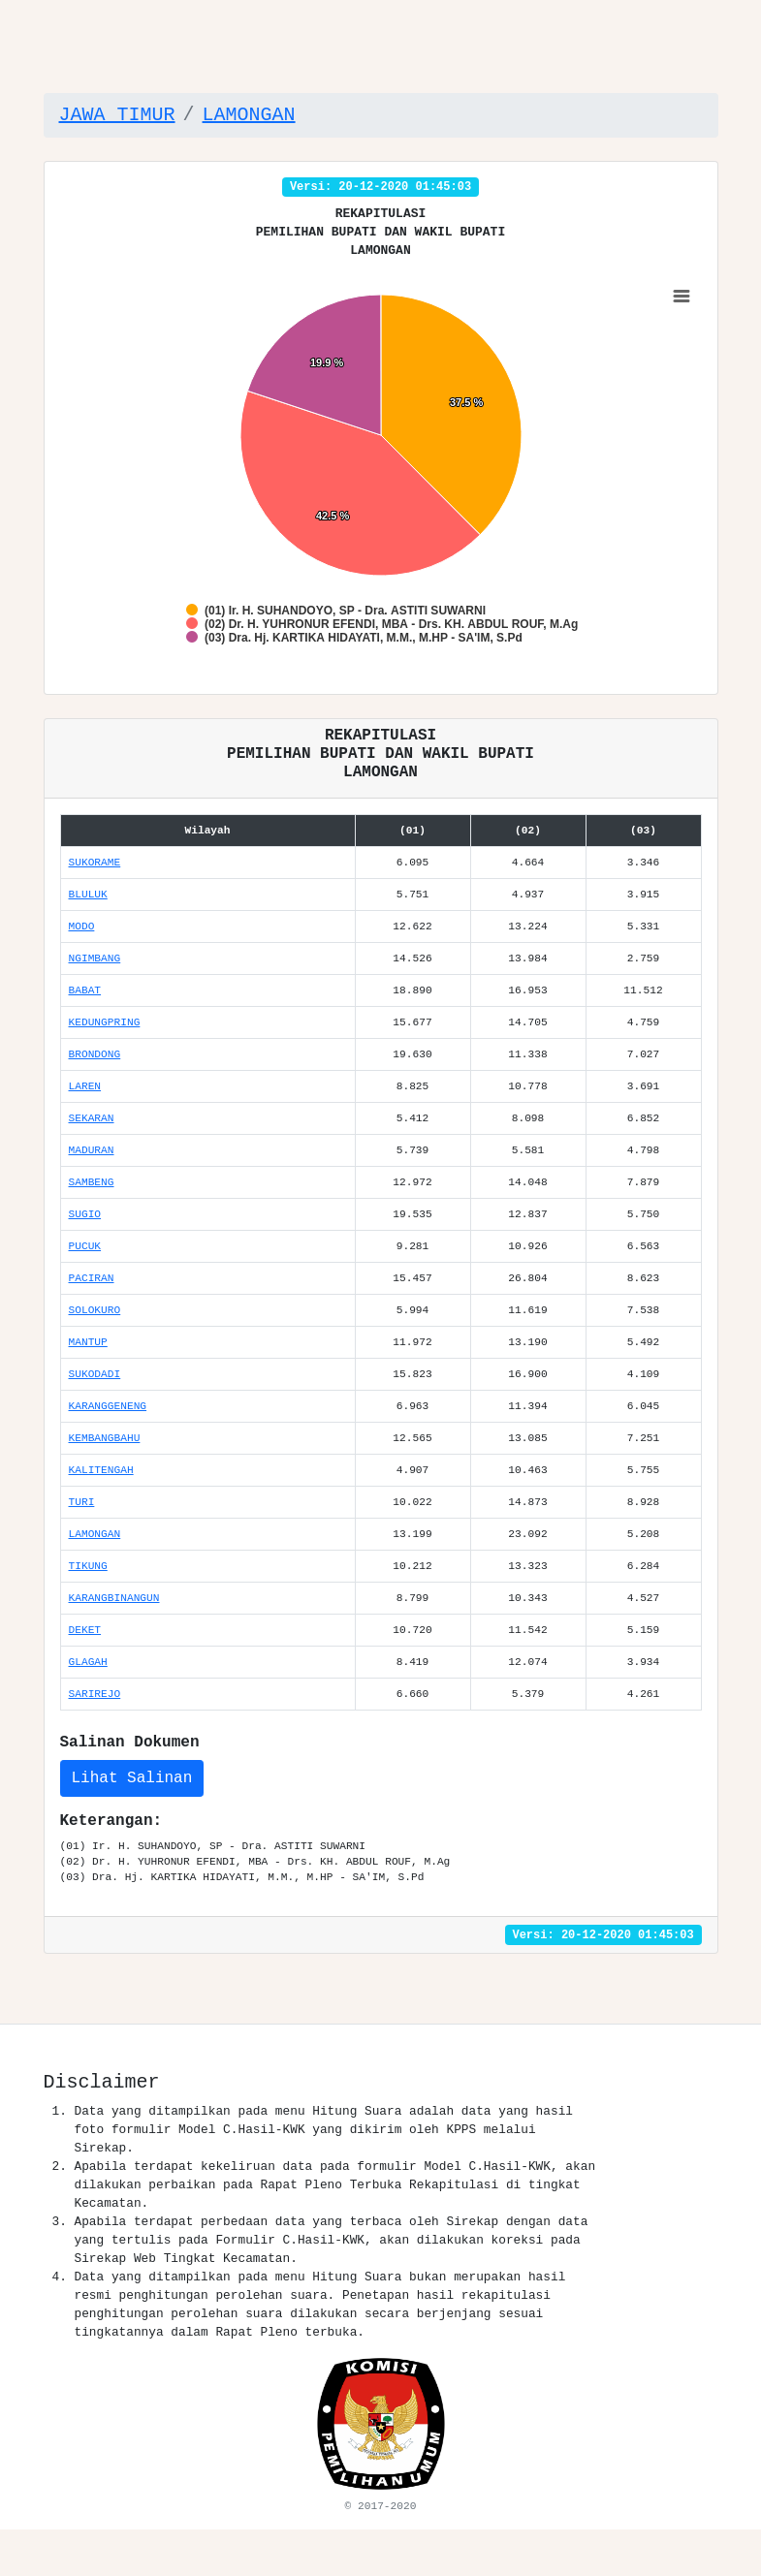 JAWA TIMUR / LAMONGAN
Versi: 20-12-2020 01:45:03
REKAPITULASI
PEMILIHAN BUPATI DAN WAKIL BUPATI
LAMONGAN
19.9 %
37.5 %
42.5 %
(01) Ir. H. SUHANDOYO, SP - Dra. ASTITI SUWARNI
(02) Dr. H. YUHRONUR EFENDI, MBA - Drs. KH. ABDUL ROUF, M.Ag
(03) Dra. Hj. KARTIKA HIDAYATI, M.M., M.HP - SA'IM, S.Pd
REKAPITULASI
PEMILIHAN BUPATI DAN WAKIL BUPATI
LAMONGAN
Wilayah (01) (02) (03)
SUKORAME 6.095 4.664 3.346
BLULUK 5.751 4.937 3.915
MODO 12.622 13.224 5.331
NGIMBANG 14.526 13.984 2.759
BABAT 18.890 16.953 11.512
KEDUNGPRING 15.677 14.705 4.759
BRONDONG 19.630 11.338 7.027
LAREN 8.825 10.778 3.691
SEKARAN 5.412 8.098 6.852
MADURAN 5.739 5.581 4.798
SAMBENG 12.972 14.048 7.879
SUGIO 19.535 12.837 5.750
PUCUK 9.281 10.926 6.563
PACIRAN 15.457 26.804 8.623
SOLOKURO 5.994 11.619 7.538
MANTUP 11.972 13.190 5.492
SUKODADI 15.823 16.900 4.109
KARANGGENENG 6.963 11.394 6.045
KEMBANGBAHU 12.565 13.085 7.251
KALITENGAH 4.907 10.463 5.755
TURI 10.022 14.873 8.928
LAMONGAN 13.199 23.092 5.208
TIKUNG 10.212 13.323 6.284
KARANGBINANGUN 8.799 10.343 4.527
DEKET 10.720 11.542 5.159
GLAGAH 8.419 12.074 3.934
SARIREJO 6.660 5.379 4.261
Salinan Dokumen
Lihat Salinan
Keterangan:
(01) Ir. H. SUHANDOYO, SP - Dra. ASTITI SUWARNI
(02) Dr. H. YUHRONUR EFENDI, MBA - Drs. KH. ABDUL ROUF, M.Ag
(03) Dra. Hj. KARTIKA HIDAYATI, M.M., M.HP - SA'IM, S.Pd
Versi: 20-12-2020 01:45:03
Disclaimer
1. Data yang ditampilkan pada menu Hitung Suara adalah data yang hasil
foto formulir Model C.Hasil-KWK yang dikirim oleh KPPS melalui
Sirekap.
2. Apabila terdapat kekeliruan data pada formulir Model C.Hasil-KWK, akan
dilakukan perbaikan pada Rapat Pleno Terbuka Rekapitulasi di tingkat
Kecamatan.
3. Apabila terdapat perbedaan data yang terbaca oleh Sirekap dengan data
yang tertulis pada Formulir C.Hasil-KWK, akan dilakukan koreksi pada
Sirekap Web Tingkat Kecamatan.
4. Data yang ditampilkan pada menu Hitung Suara bukan merupakan hasil
resmi penghitungan perolehan suara. Penetapan hasil rekapitulasi
penghitungan perolehan suara dilakukan secara berjenjang sesuai
tingkatannya dalam Rapat Pleno terbuka.
KOMISI
PEMILIHAN UMUM
© 2017-2020